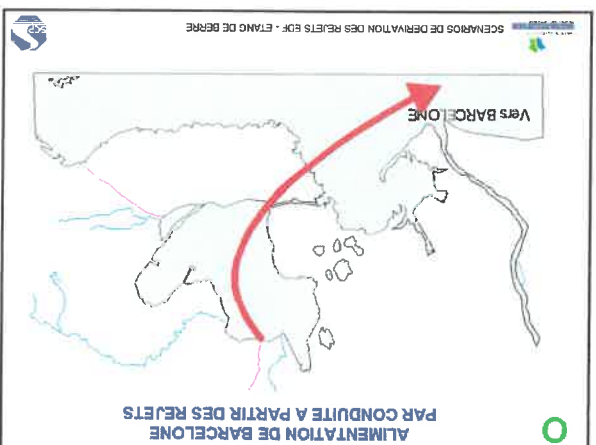 ALIMENTATION DE BARCELONE
PAR CONDUITE A PARTIR DES REJETS
Vers BARCELONE
SCENARIOS DE DERIVATION DES REJETS EDF - ETANG DE BERRE